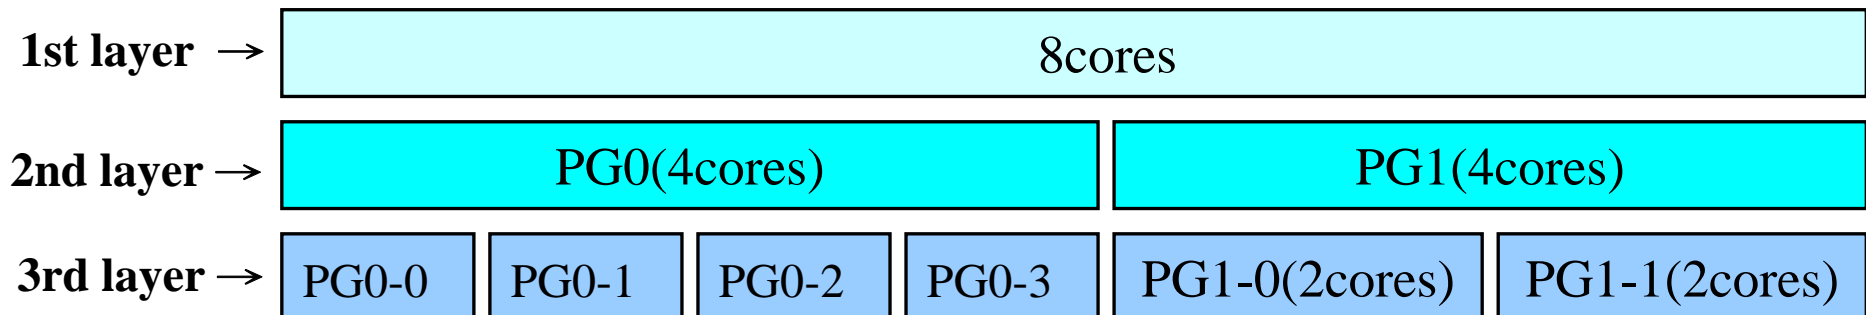 1st layer → 8cores
2nd layer → PG0(4cores) PG1(4cores)
3rd layer → PG0-0 PG0-1 PG0-2 PG0-3 PG1-0(2cores) PG1-1(2cores)